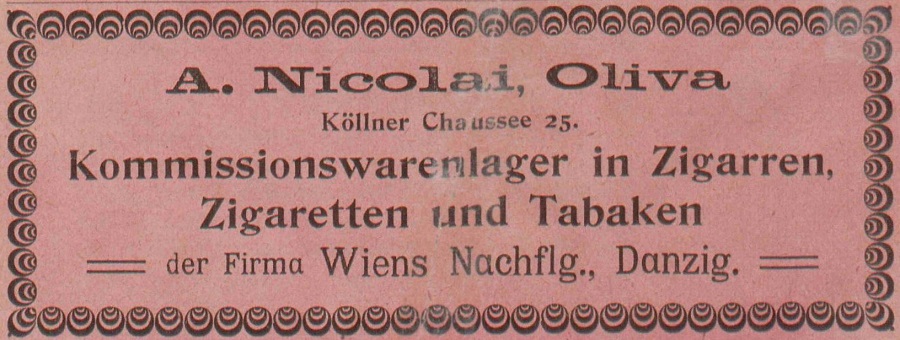 A. Nicolai, Oliva
Köllner Chaussee 25.
Kommissionswarenlager in Zigarren,
Zigaretten und Tabaken
der Firma Wiens Nachflg., Danzig.